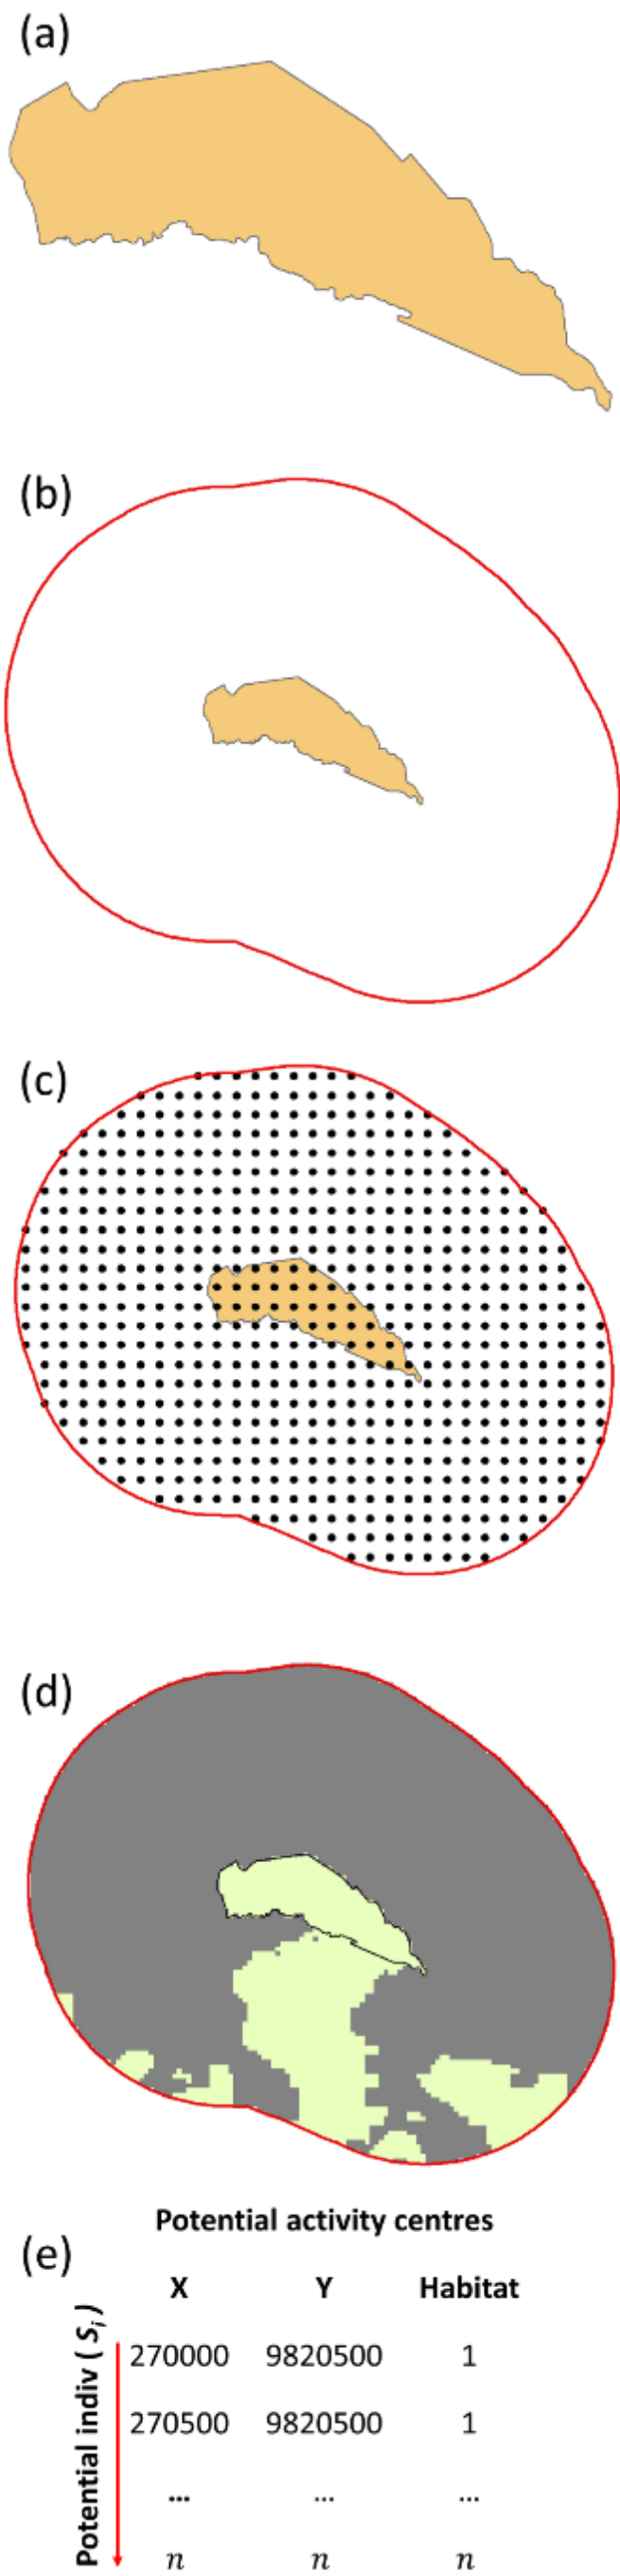 (a)
(b)
(c)
(d)
Potential activity centres
(e)
X Y Habitat
Potential indiv ( Si )
270000 9820500 1
270500 9820500 1
... ... ...
n n n